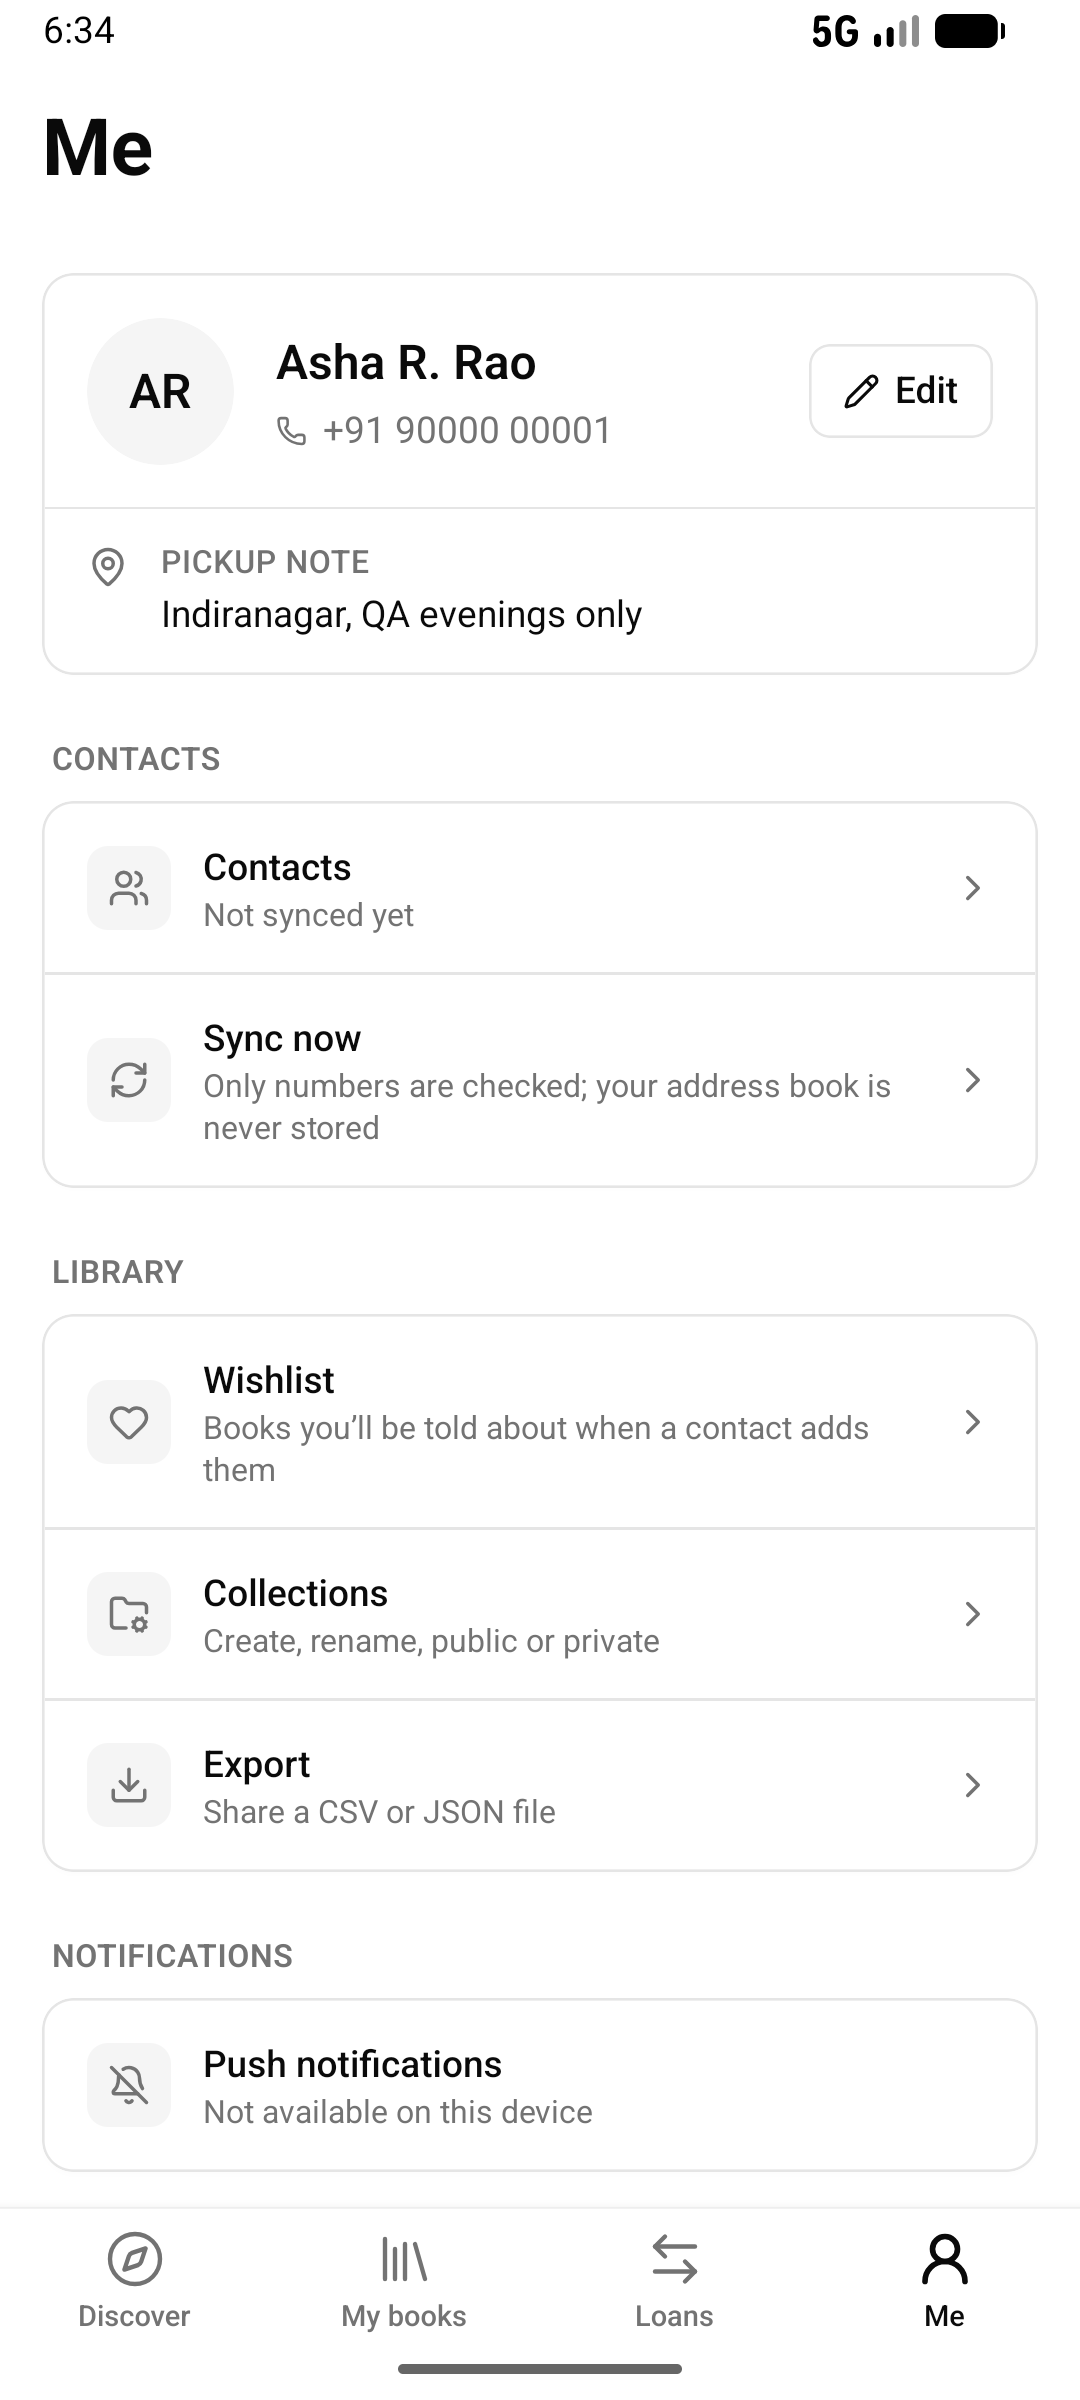 6:34
5G
Me
AR
Asha R. Rao
+91 90000 00001
Edit
PICKUP NOTE
Indiranagar, QA evenings only
CONTACTS
Contacts
Not synced yet
Sync now
Only numbers are checked; your address book is
never stored
LIBRARY
Wishlist
Books you’ll be told about when a contact adds
them
Collections
Create, rename, public or private
Export
Share a CSV or JSON file
NOTIFICATIONS
Push notifications
Not available on this device
Discover
My books
Loans
Me